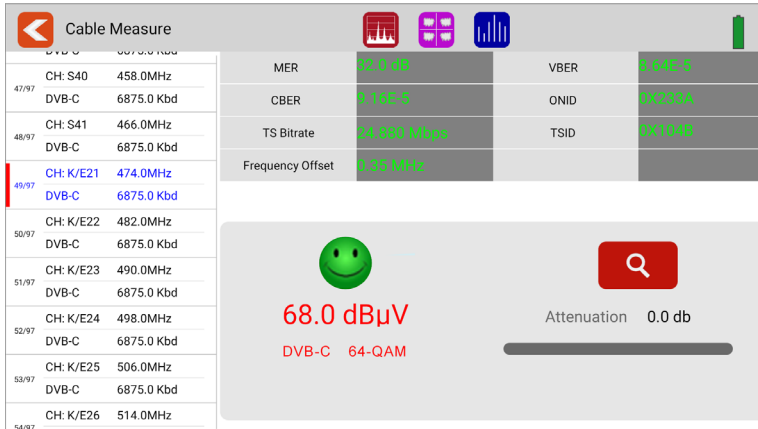 Cable Measure
47/97 CH: S40 458.0MHz
DVB-C 6875.0 Kbd
48/97 CH: S41 466.0MHz
DVB-C 6875.0 Kbd
49/97 CH: K/E21 474.0MHz
DVB-C 6875.0 Kbd
50/97 CH: K/E22 482.0MHz
DVB-C 6875.0 Kbd
51/97 CH: K/E23 490.0MHz
DVB-C 6875.0 Kbd
52/97 CH: K/E24 498.0MHz
DVB-C 6875.0 Kbd
53/97 CH: K/E25 506.0MHz
DVB-C 6875.0 Kbd
54/97 CH: K/E26 514.0MHz
MER 32.0 dB VBER 8.64E-5
CBER 9.16E-5 ONID 0X233A
TS Bitrate 24.880 Mbps TSID 0X104B
Frequency Offset 0.35 MHz
68.0 dBµV
DVB-C 64-QAM
Attenuation 0.0 db